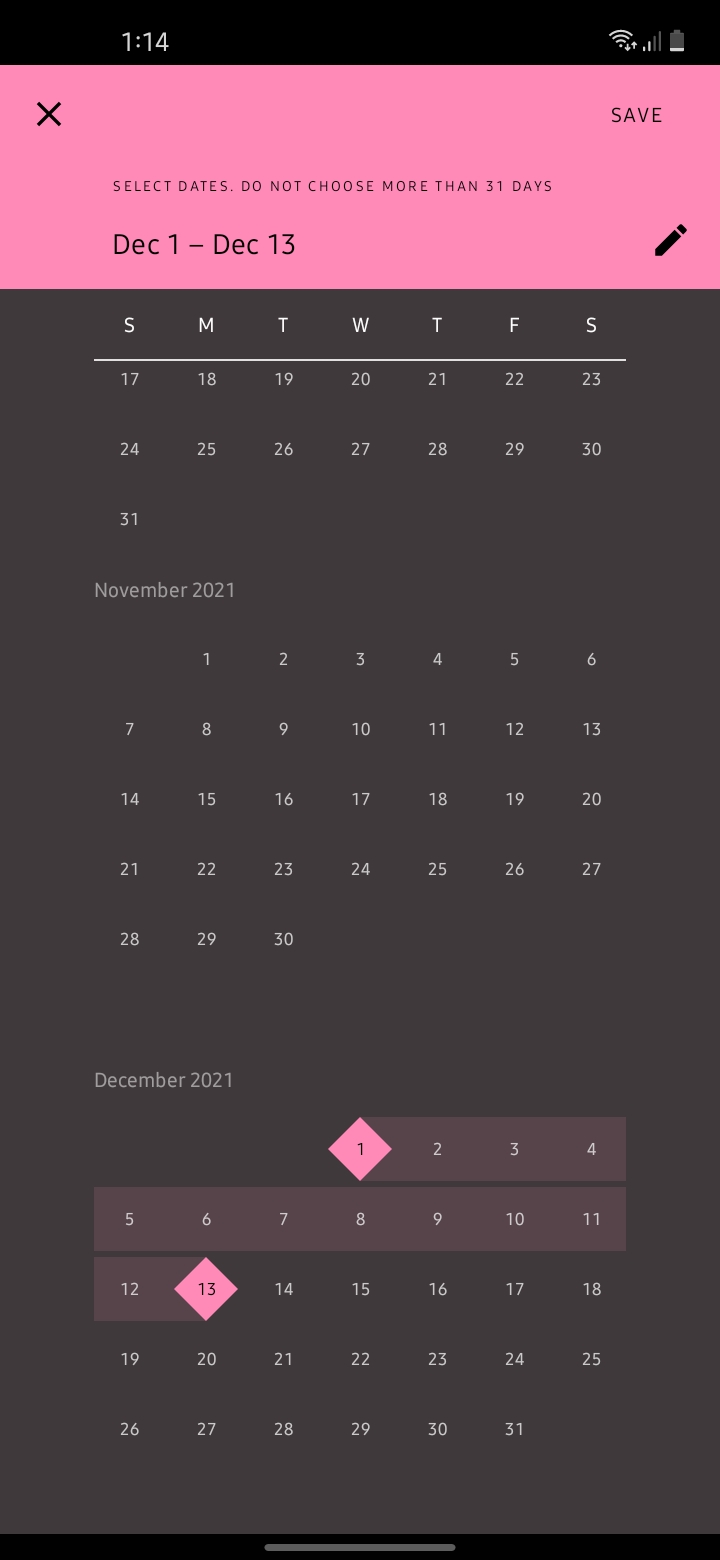 1:14
SAVE
SELECT DATES. DO NOT CHOOSE MORE THAN 31 DAYS
Dec 1 – Dec 13
S M T W T F S
17 18 19 20 21 22 23
24 25 26 27 28 29 30
31
November 2021
1 2 3 4 5 6
7 8 9 10 11 12 13
14 15 16 17 18 19 20
21 22 23 24 25 26 27
28 29 30
December 2021
1 2 3 4
5 6 7 8 9 10 11
12 13 14 15 16 17 18
19 20 21 22 23 24 25
26 27 28 29 30 31